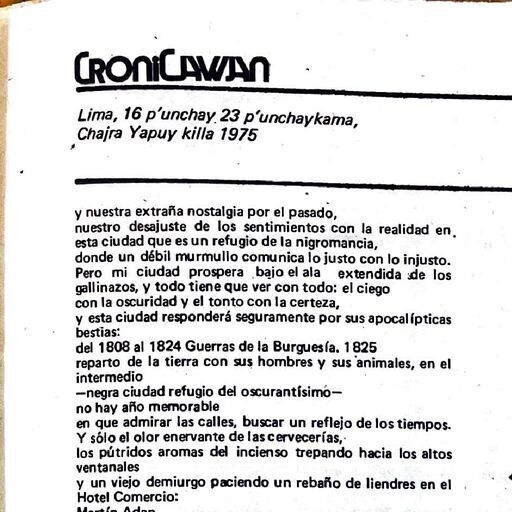 CRONICAWAN
Lima, 16 p'unchay 23 p'unchaykama,
Chajra Yapuy killa 1975
y nuestra extraña nostalgia por el pasado,
nuestro desajuste de los sentimientos con la realidad en
esta ciudad que es un refugio de la nigromancia,
donde un débil murmullo comunica lo justo con lo injusto.
Pero mi ciudad prospera bajo el ala extendida de los
gallinazos, y todo tiene que ver con todo: el ciego
con la oscuridad y el tonto con la certeza,
y esta ciudad responderá seguramente por sus apocalípticas
bestias:
del 1808 al 1824 Guerras de la Burguesía. 1825
reparto de la tierra con sus hombres y sus animales, en el
intermedio
—negra ciudad refugio del oscurantísimo—
no hay año memorable
en que admirar las calles, buscar un reflejo de los tiempos.
Y sólo el olor enervante de las cervecerías,
los pútridos aromas del incienso trepando hacia los altos
ventanales
y un viejo demiurgo paciendo un rebaño de liendres en el
Hotel Comercio:
Martín Adan